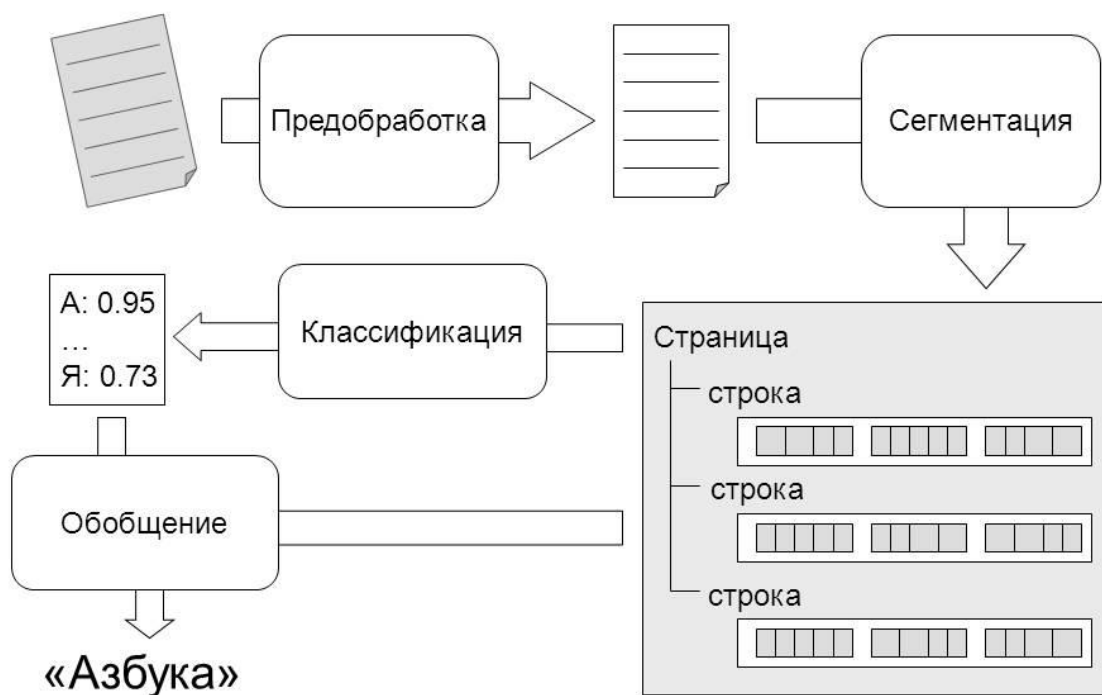 Предобработка
Сегментация
Классификация
А: 0.95
...
Я: 0.73
Страница
строка
строка
строка
Обобщение
«Азбука»